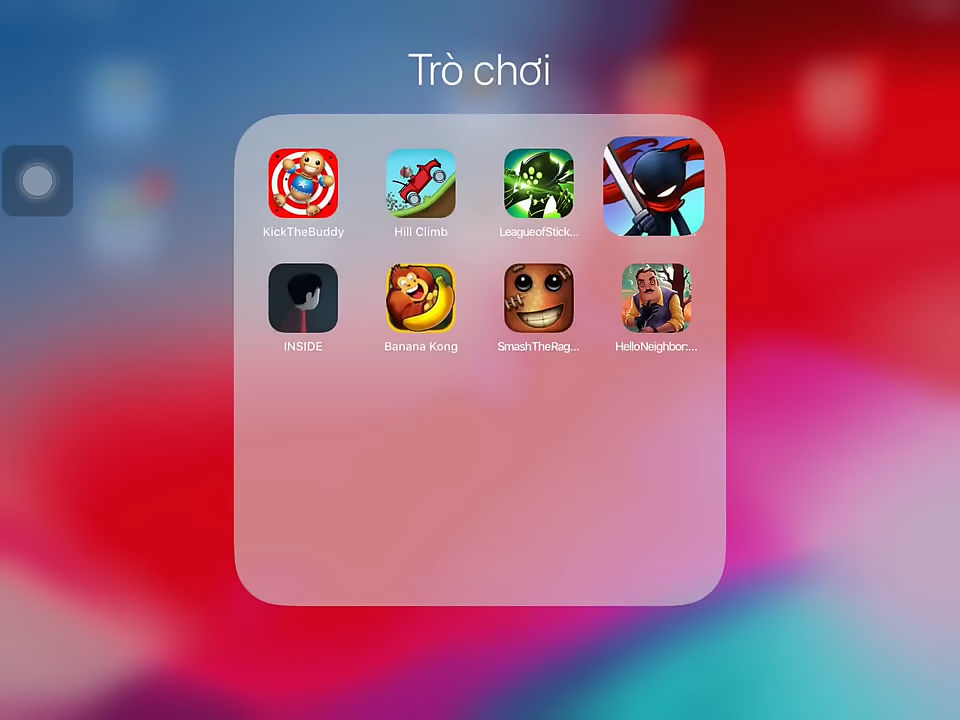 Trò chơi
KickTheBuddy
Hill Climb
LeagueofStick...
INSIDE
Banana Kong
SmashTheRag...
HelloNeighbor:...